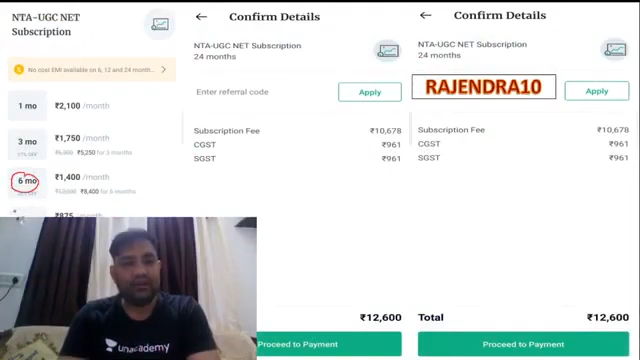 NTA-UGC NET
Subscription
No cost EMI available on 6, 12 and 24 month...
1 mo
₹2,100 /month
3 mo
₹1,750 /month
₹5,250 for 3 months
6 mo
₹1,400 /month
₹8,400 for 6 months
₹875 /month
Confirm Details
NTA-UGC NET Subscription
24 months
Enter referral code
Apply
Subscription Fee
₹10,678
CGST
₹961
SGST
₹961
₹12,600
Proceed to Payment
Confirm Details
NTA-UGC NET Subscription
24 months
RAJENDRA10
Apply
Subscription Fee
₹10,678
CGST
₹961
SGST
₹961
Total
₹12,600
Proceed to Payment
unacademy